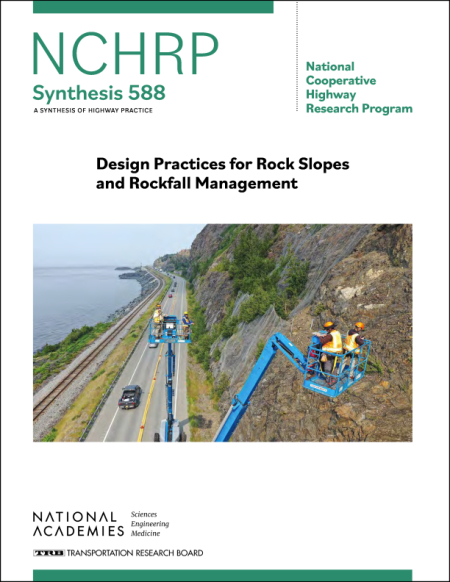 NCHRP
Synthesis 588
A SYNTHESIS OF HIGHWAY PRACTICE
National
Cooperative
Highway
Research Program
Design Practices for Rock Slopes
and Rockfall Management
NATIONAL
ACADEMIES
Sciences
Engineering
Medicine
TRB TRANSPORTATION RESEARCH BOARD